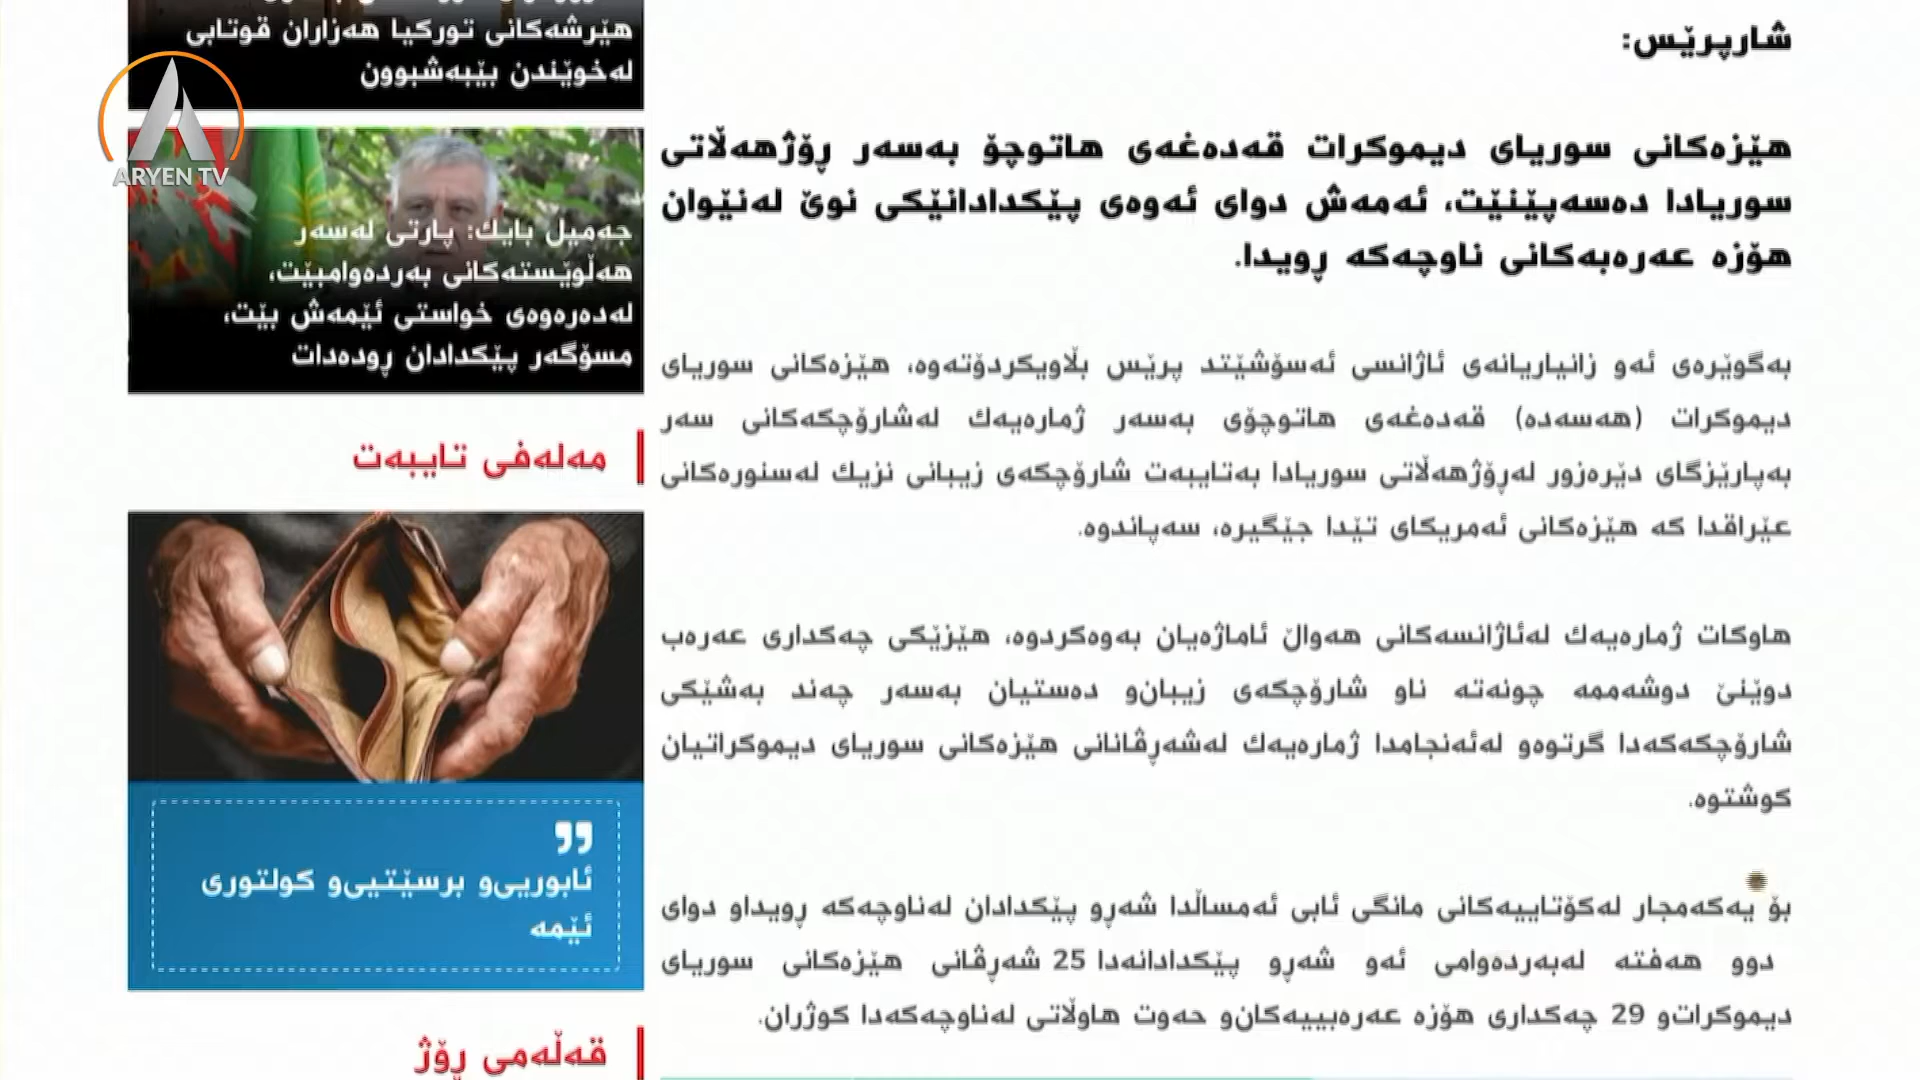 شارپرێس:
هێزەکانی سوریای دیموکرات قەدەغەی هاتوچۆ بەسەر ڕۆژهەڵاتی
سوریادا دەسەپێنێت، ئەمەش دوای ئەوەی پێکدادانێکی نوێ لەنێوان
هۆزە عەرەبەکانی ناوچەکە ڕویدا.
بەگوێرەی ئەو زانیاریانەی ئاژانسی ئەسۆشێتد پرێس بڵاویکردۆتەوە، هێزەکانی سوریای
دیموکرات (هەسەدە) قەدەغەی هاتوچۆی بەسەر ژمارەیەك لەشارۆچکەکانی سەر
بەپارێزگای دێرەزور لەڕۆژهەڵاتی سوریادا بەتایبەت شارۆچکەی زیبانی نزیك لەسنورەکانی
عێراقدا کە هێزەکانی ئەمریکای تێدا جێگیرە، سەپاندوە.
هاوکات ژمارەیەك لەئاژانسەکانی هەواڵ ئاماژەیان بەوەکردوە، هێزێکی چەکداری عەرەب
دوێنێ دوشەممە چونەتە ناو شارۆچکەی زیبان‌و دەستیان بەسەر چەند بەشێکی
شارۆچکەکەدا گرتوەو لەئەنجامدا ژمارەیەك لەشەڕڤانانی هێزەکانی سوریای دیموکراتیان
کوشتوە.
بۆ یەکەمجار لەکۆتاییەکانی مانگی ئابی ئەمساڵدا شەڕو پێکدادان لەناوچەکە ڕویداو دوای
دوو هەفتە لەبەردەوامی ئەو شەڕو پێکدادانەدا 25 شەڕڤانی هێزەکانی سوریای
دیموکرات‌و 29 چەکداری هۆزە عەرەبییەکان‌و حەوت هاوڵاتی لەناوچەکەدا کوژران.
هێرشەکانی تورکیا هەزاران قوتابی
لەخوێندن بێبەشبوون
ARYEN TV
جەمیل بایك: پارتی لەسەر
هەڵوێستەکانی بەردەوامبێت،
لەدەرەوەی خواستی ئێمەش بێت،
مسۆگەر پێکدادان ڕودەدات
مەلەفی تایبەت
ئابوریی‌و برسێتیی‌و کولتوری
ئێمە
قەڵەمی ڕۆژ